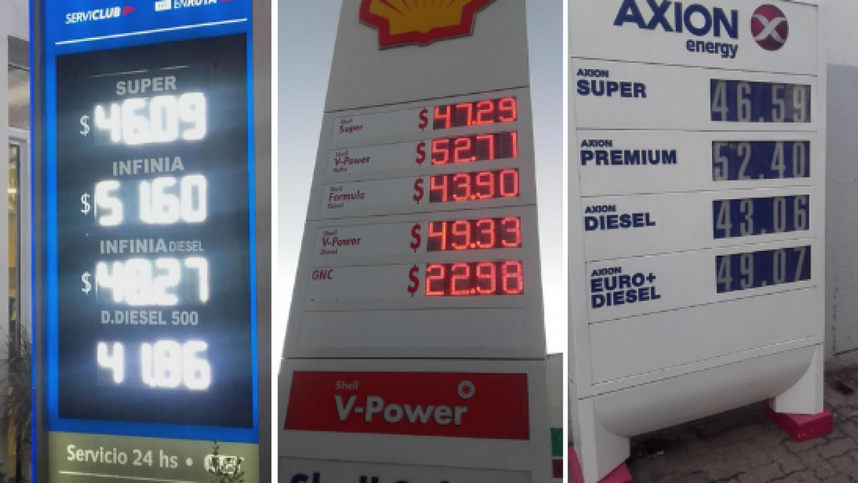 SERVICLUB EN RUTA
SUPER
$ 46.09
INFINIA
$ 51.60
INFINIA DIESEL
$ 48.27
D.DIESEL 500
41.86
Servicio 24 hs •
Shell
Super
$ 47.29
Shell
V-Power
Nafta
$ 52.71
Shell
Formula
Diesel
$ 43.90
Shell
V-Power
Diesel
$ 49.33
GNC $ 22.98
Shell
V-Power
AXION
energy
AXION
SUPER
46.59
AXION
PREMIUM
52.40
AXION
DIESEL
43.06
AXION
EURO+
DIESEL
49.07